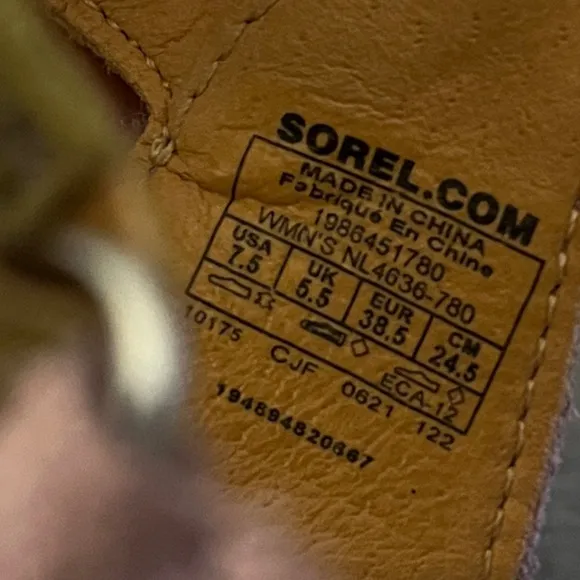 SOREL.COM
MADE IN CHINA
Fabriqué En Chine
1986451780
WMN'S NL4636-780
USA UK EUR CM
7.5 5.5 38.5 24.5
ECA-12
10175 CJF 0621 122
194894820667